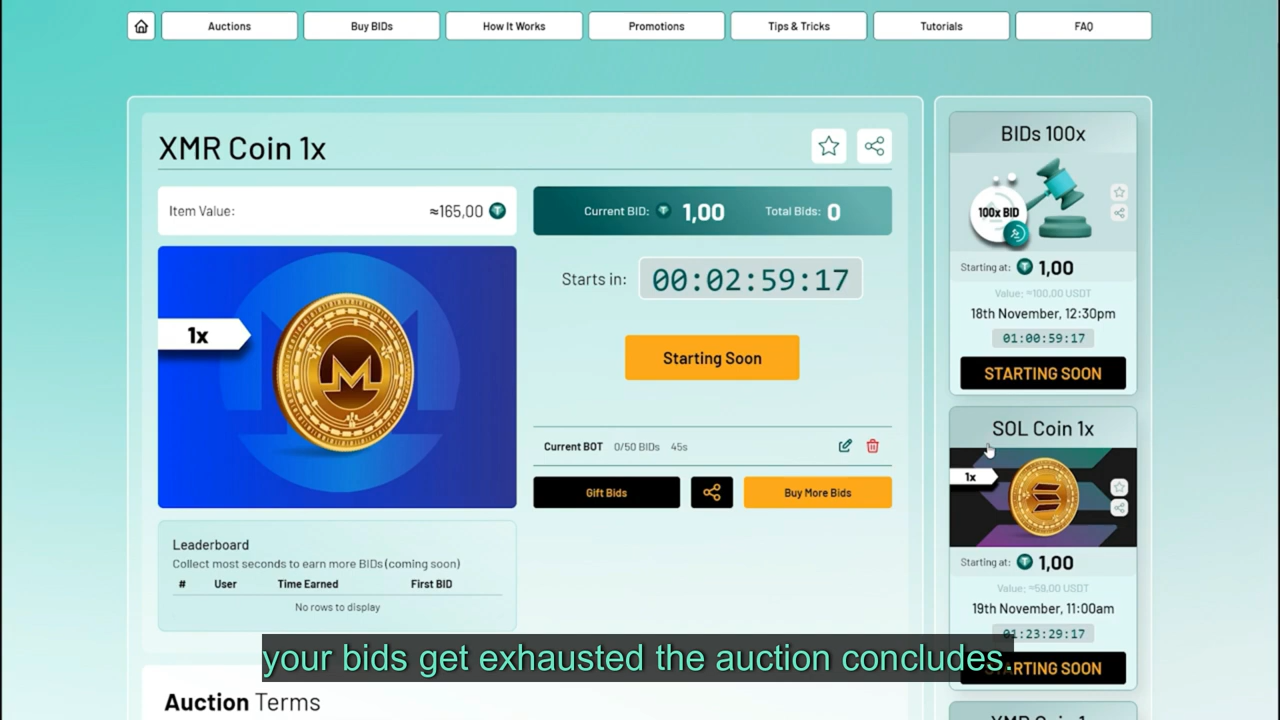 Auctions
Buy BIDs
How It Works
Promotions
Tips & Tricks
Tutorials
FAQ
XMR Coin 1x
Item Value: ≈165,00
1x
Current BID: 1,00 Total Bids: 0
Starts in: 00:02:59:17
Starting Soon
Current BOT 0/50 BIDs 45s
Gift Bids
Buy More Bids
Leaderboard
Collect most seconds to earn more BIDs (coming soon)
# User Time Earned First BID
No rows to display
Auction Terms
BIDs 100x
100x BID
Starting at: 1,00
Value: ≈100,00 USDT
18th November, 12:30pm
01:00:59:17
STARTING SOON
SOL Coin 1x
1x
Starting at: 1,00
Value: ≈59,00 USDT
19th November, 11:00am
01:23:29:17
STARTING SOON
XMR Coin 1x
your bids get exhausted the auction concludes.